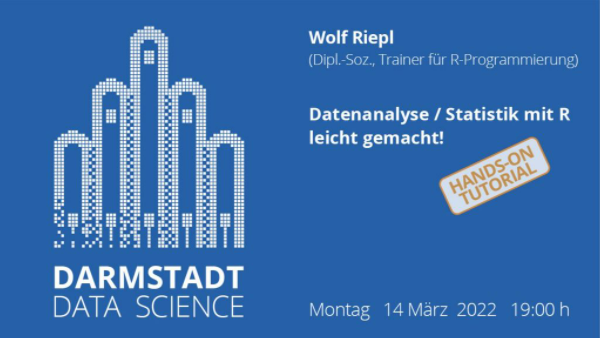 Wolf Riepl
(Dipl.-Soz., Trainer für R-Programmierung)
Datenanalyse / Statistik mit R
leicht gemacht!
HANDS-ON
TUTORIAL
DARMSTADT
DATA SCIENCE
Montag 14 März 2022 19:00 h